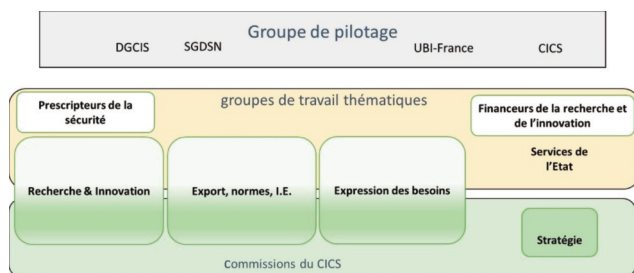 Groupe de pilotage
DGCIS SGDSN UBI-France CICS
Prescripteurs de la
sécurité
groupes de travail thématiques
Financeurs de la recherche et
de l'innovation
Services de
l'Etat
Recherche & Innovation
Export, normes, I.E.
Expression des besoins
Stratégie
Commissions du CICS